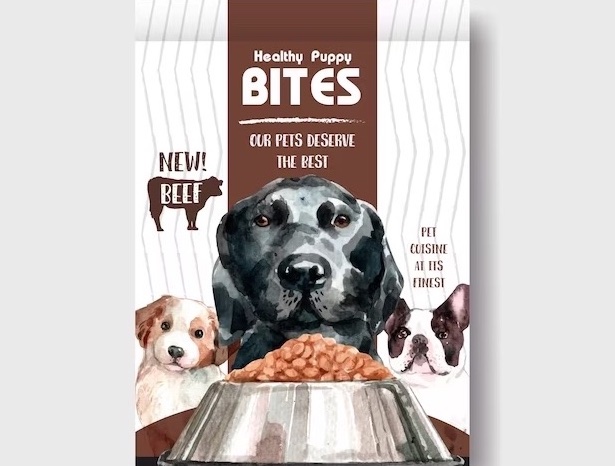 Healthy Puppy
BITES
OUR PETS DESERVE
THE BEST
NEW!
BEEF
PET
CUISINE
AT ITS
FINEST